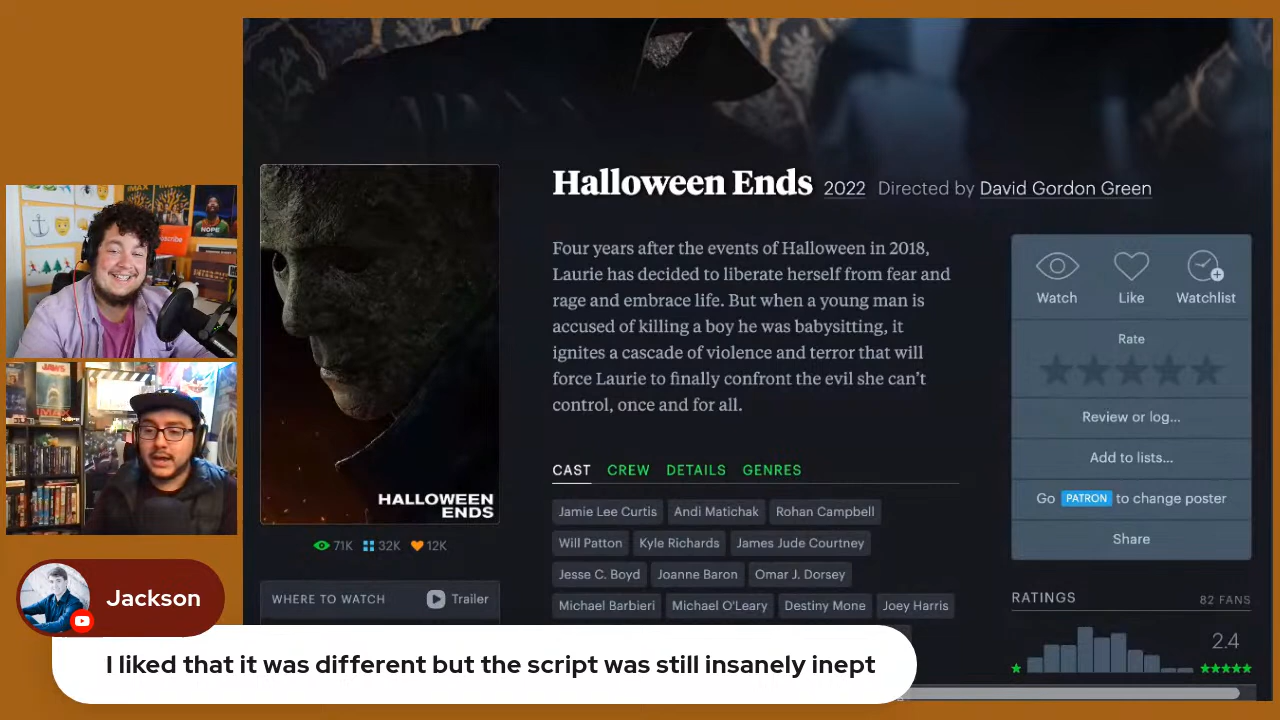 Halloween Ends 2022 Directed by David Gordon Green
Four years after the events of Halloween in 2018,
Laurie has decided to liberate herself from fear and
rage and embrace life. But when a young man is
accused of killing a boy he was babysitting, it
ignites a cascade of violence and terror that will
force Laurie to finally confront the evil she can't
control, once and for all.
CAST CREW DETAILS GENRES
Jamie Lee Curtis Andi Matichak Rohan Campbell
Will Patton Kyle Richards James Jude Courtney
Jesse C. Boyd Joanne Baron Omar J. Dorsey
Michael Barbieri Michael O'Leary Destiny Mone Joey Harris
HALLOWEEN
ENDS
71K 32K 12K
WHERE TO WATCH Trailer
Watch Like Watchlist
Rate
Review or log...
Add to lists...
Go PATRON to change poster
Share
RATINGS 82 FANS
2.4
NOPE
JAWS
IMAX
NOPE
Jackson
I liked that it was different but the script was still insanely inept